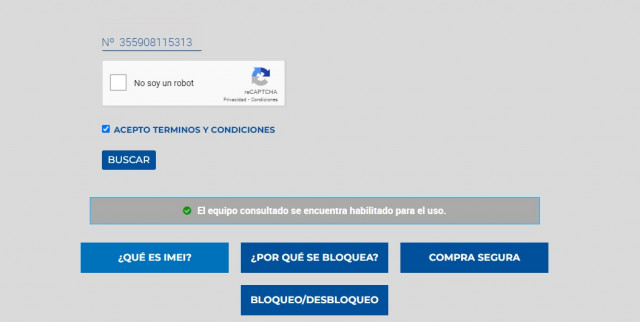 Nº 355908115313
No soy un robot
reCAPTCHA
Privacidad - Condiciones
ACEPTO TERMINOS Y CONDICIONES
BUSCAR
El equipo consultado se encuentra habilitado para el uso.
¿QUÉ ES IMEI?
¿POR QUÉ SE BLOQUEA?
COMPRA SEGURA
BLOQUEO/DESBLOQUEO